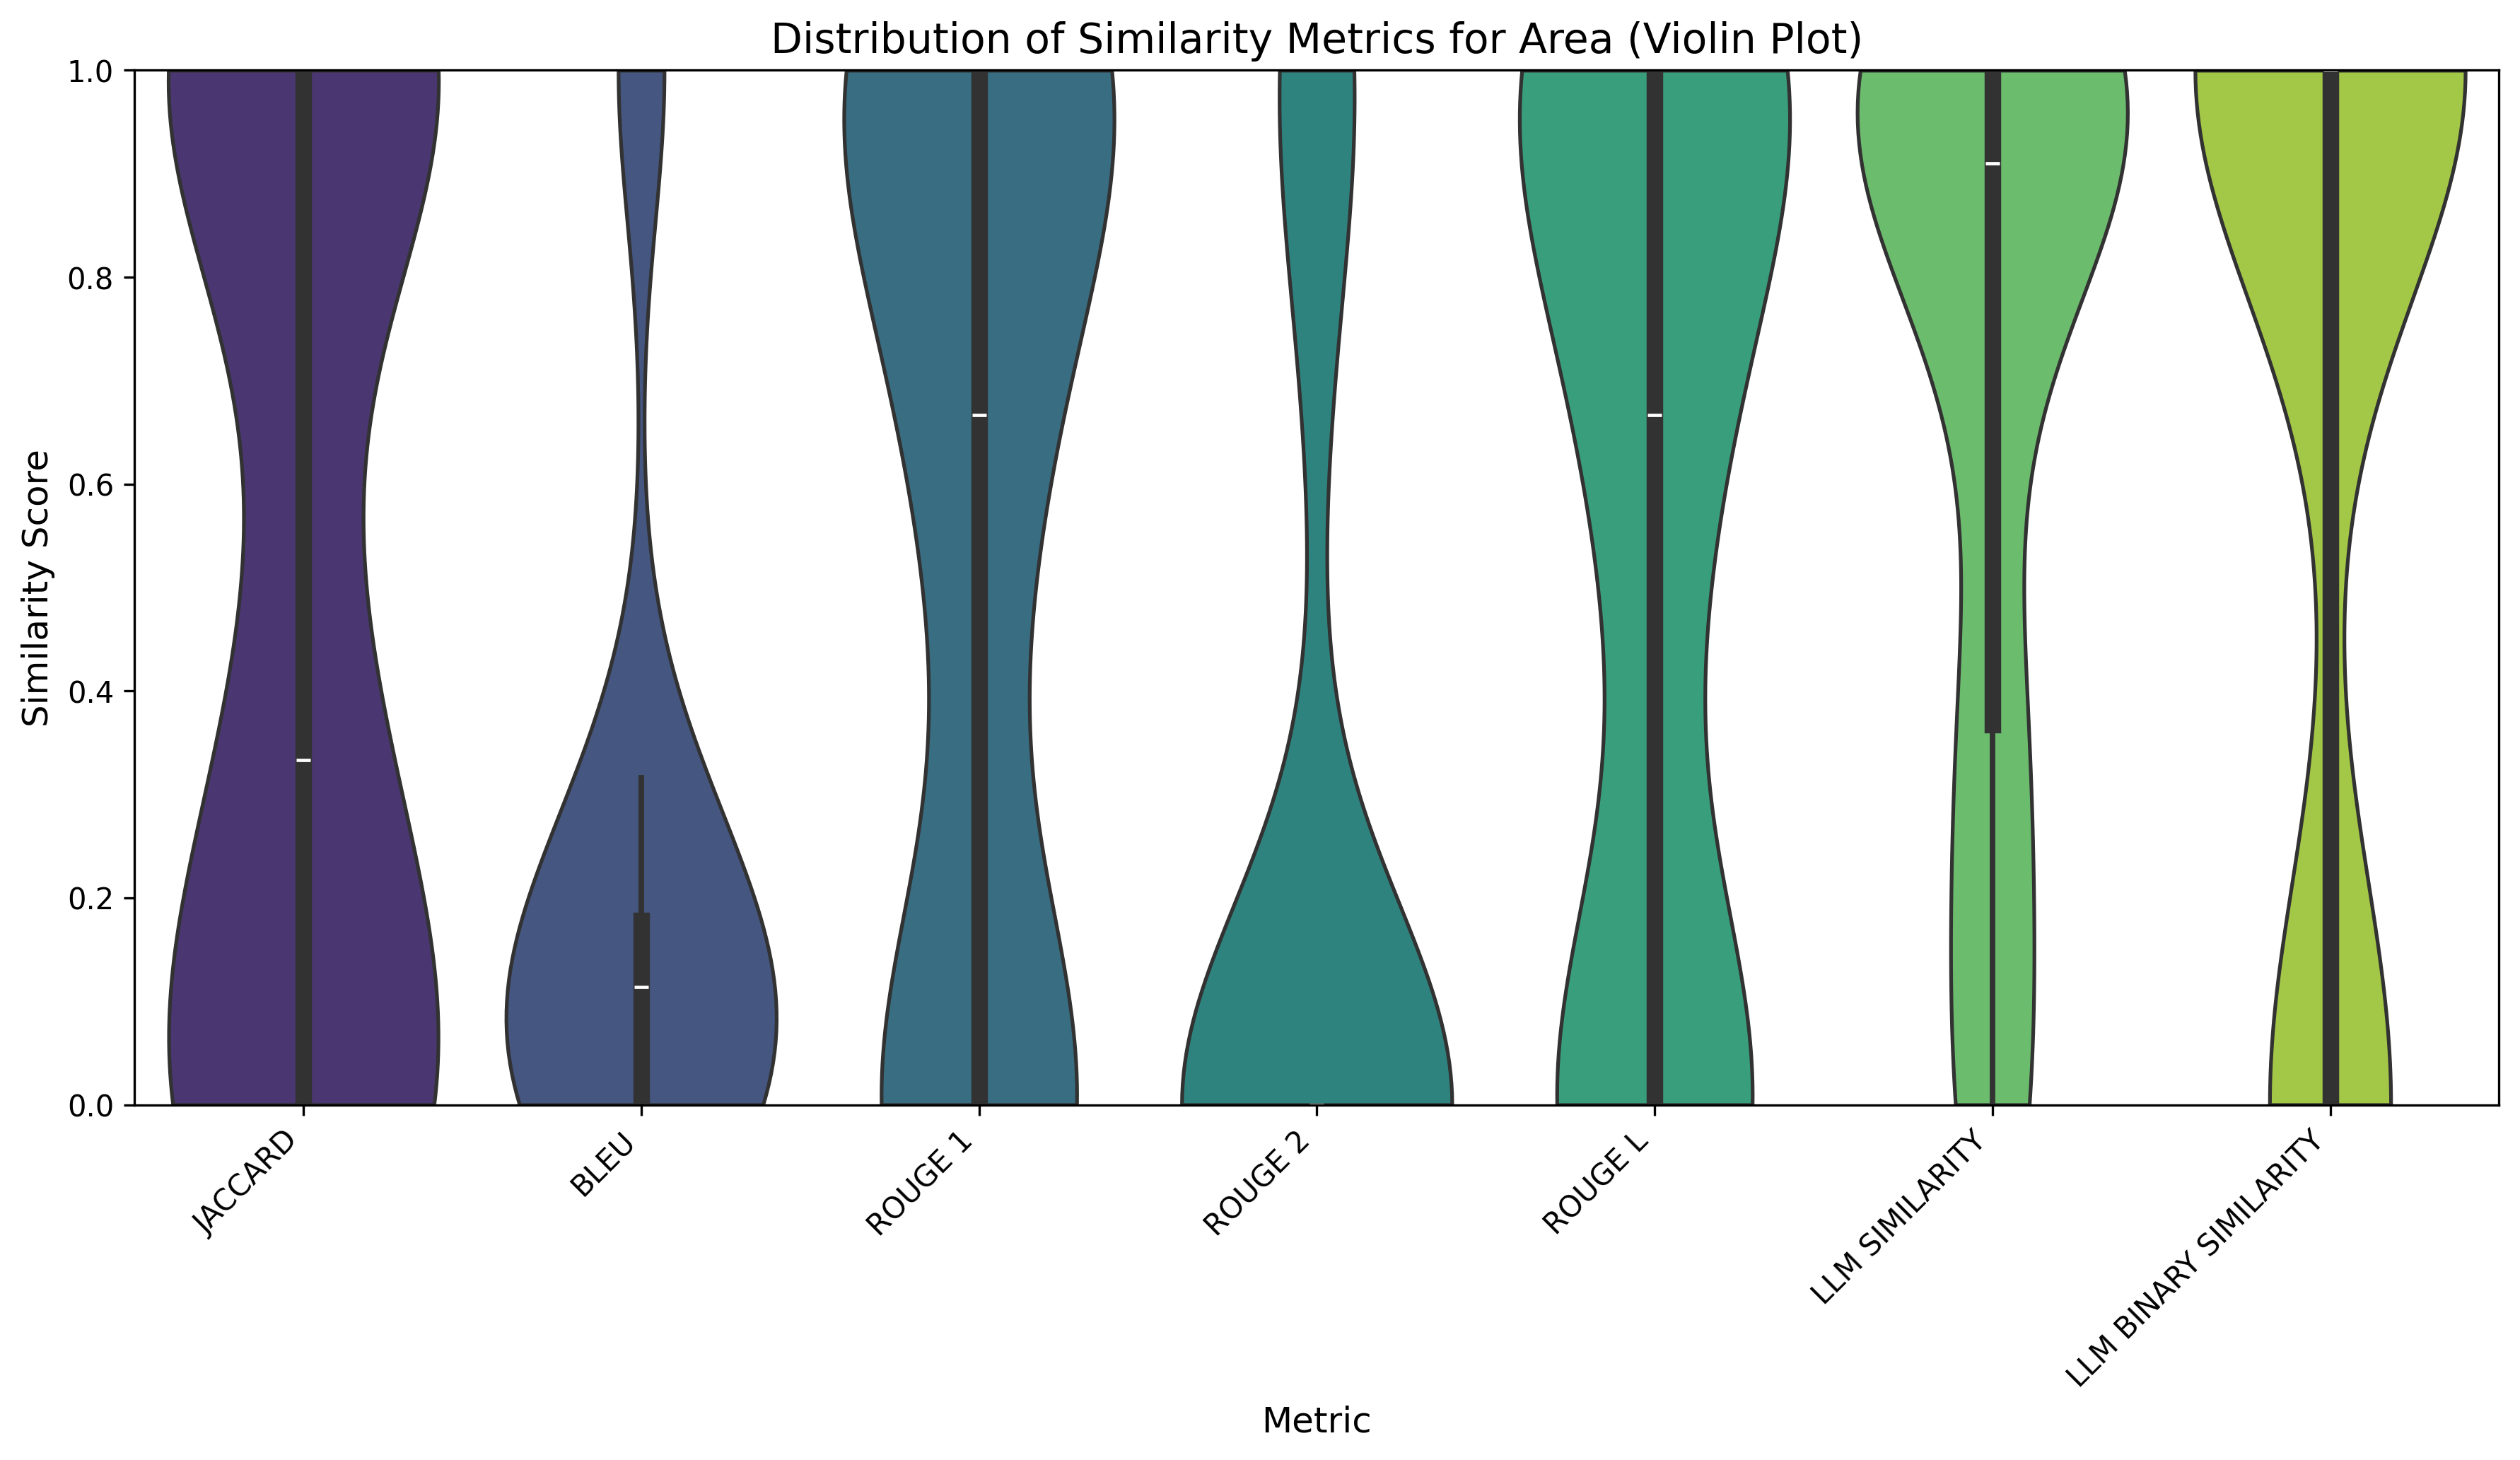 Distribution of Similarity Metrics for Area (Violin Plot)
Similarity Score
1.0
0.8
0.6
0.4
0.2
0.0
JACCARD
BLEU
ROUGE 1
ROUGE 2
ROUGE L
LLM SIMILARITY
LLM BINARY SIMILARITY
Metric